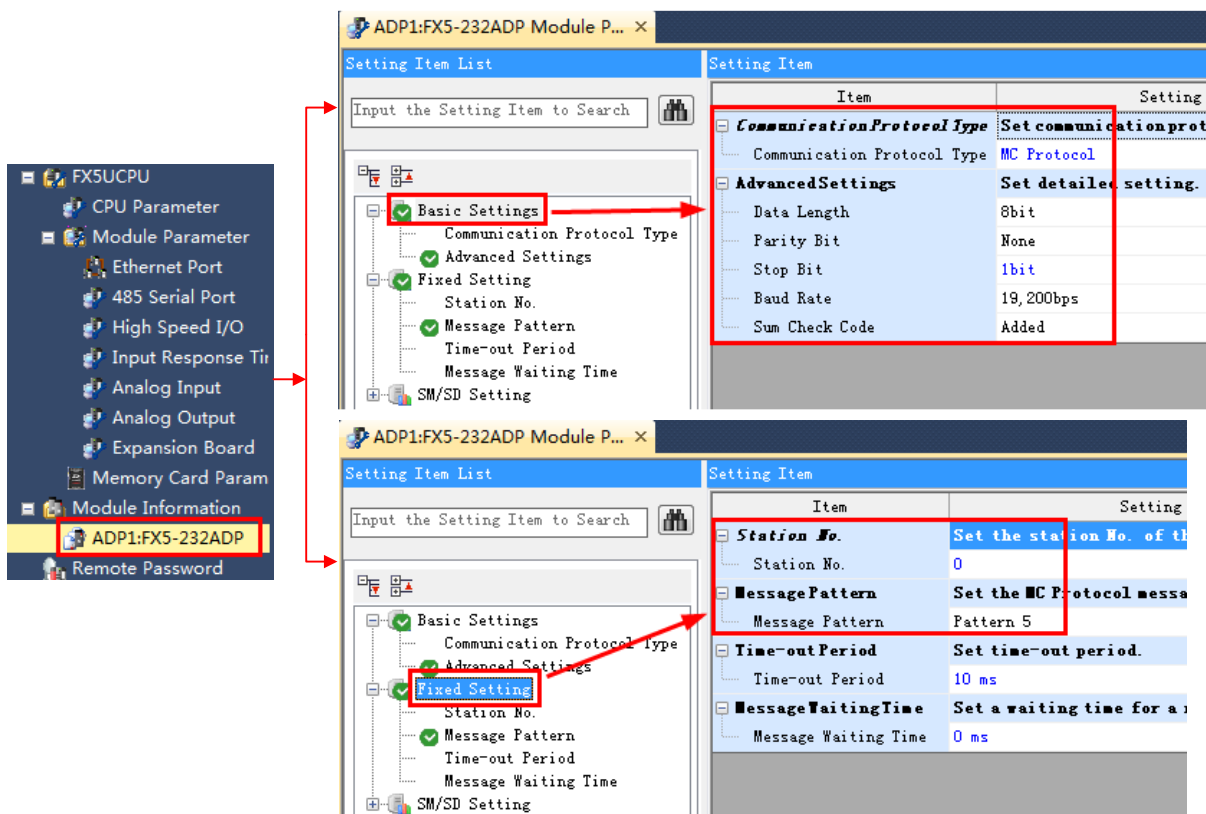 FX5UCPU
CPU Parameter
Module Parameter
Ethernet Port
485 Serial Port
High Speed I/O
Input Response Tir
Analog Input
Analog Output
Expansion Board
Memory Card Param
Module Information
ADP1:FX5-232ADP
Remote Password
ADP1:FX5-232ADP Module P... ×
Setting Item List
Input the Setting Item to Search
Basic Settings
Communication Protocol Type
Advanced Settings
Fixed Setting
Station No.
Message Pattern
Time-out Period
Message Waiting Time
SM/SD Setting
Setting Item
Item Setting
Communication Protocol Type Set communication prot
Communication Protocol Type MC Protocol
Advanced Settings Set detailed setting.
Data Length 8bit
Parity Bit None
Stop Bit 1bit
Baud Rate 19,200bps
Sum Check Code Added
ADP1:FX5-232ADP Module P... ×
Setting Item List
Input the Setting Item to Search
Basic Settings
Communication Protocol Type
Advanced Settings
Fixed Setting
Station No.
Message Pattern
Time-out Period
Message Waiting Time
SM/SD Setting
Setting Item
Item Setting
Station No. Set the station No. of th
Station No. 0
Message Pattern Set the MC Protocol messa
Message Pattern Pattern 5
Time-out Period Set time-out period.
Time-out Period 10 ms
Message Waiting Time Set a waiting time for a
Message Waiting Time 0 ms